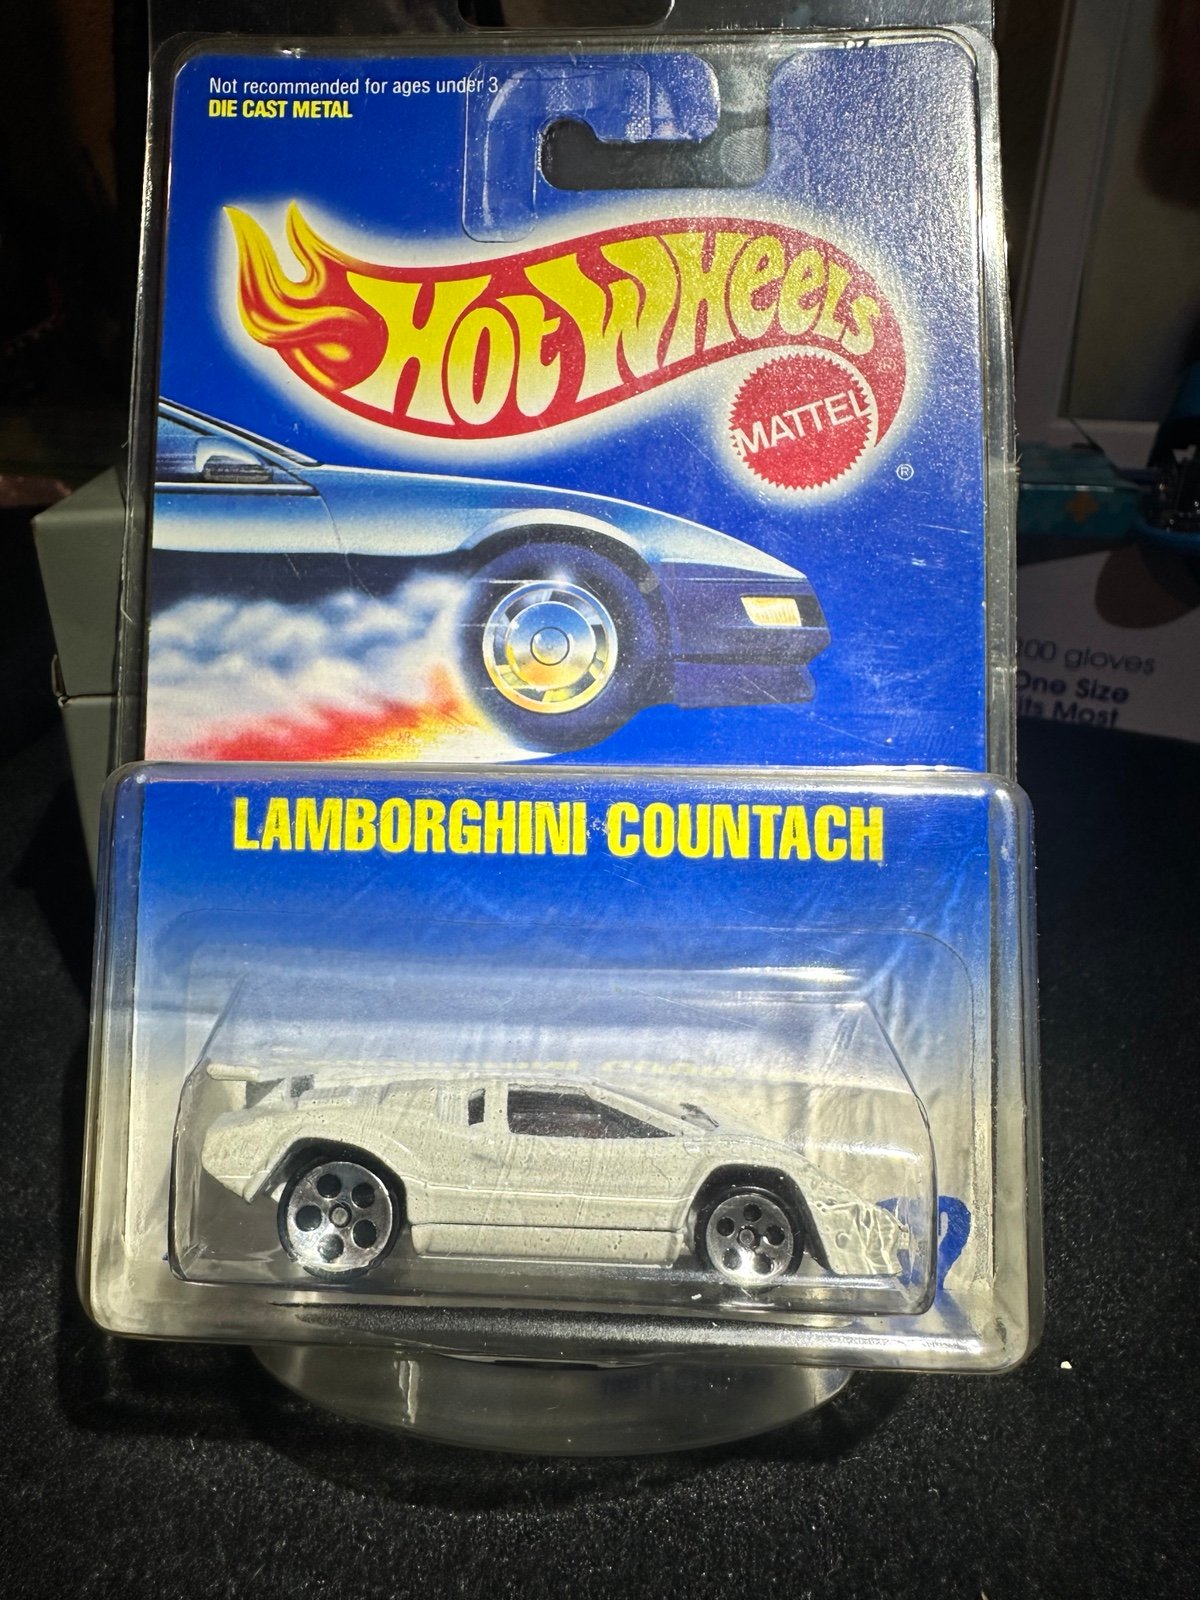 Not recommended for ages under 3.
DIE CAST METAL
Hot Wheels ®
MATTEL
®
LAMBORGHINI COUNTACH
100 gloves
One Size
Fits Most